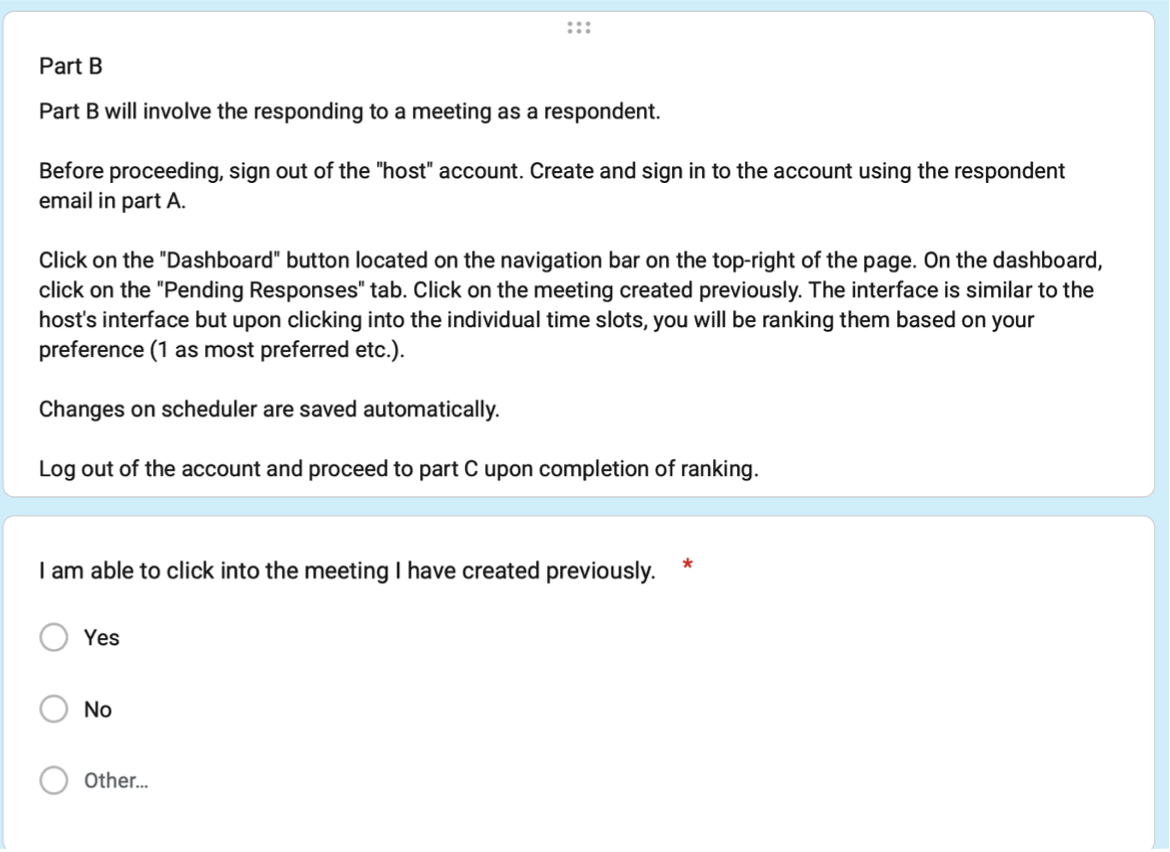 Part B
Part B will involve the responding to a meeting as a respondent.
Before proceeding, sign out of the "host" account. Create and sign in to the account using the respondent
email in part A.
Click on the "Dashboard" button located on the navigation bar on the top-right of the page. On the dashboard,
click on the "Pending Responses" tab. Click on the meeting created previously. The interface is similar to the
host's interface but upon clicking into the individual time slots, you will be ranking them based on your
preference (1 as most preferred etc.).
Changes on scheduler are saved automatically.
Log out of the account and proceed to part C upon completion of ranking.
I am able to click into the meeting I have created previously. *
Yes
No
Other...